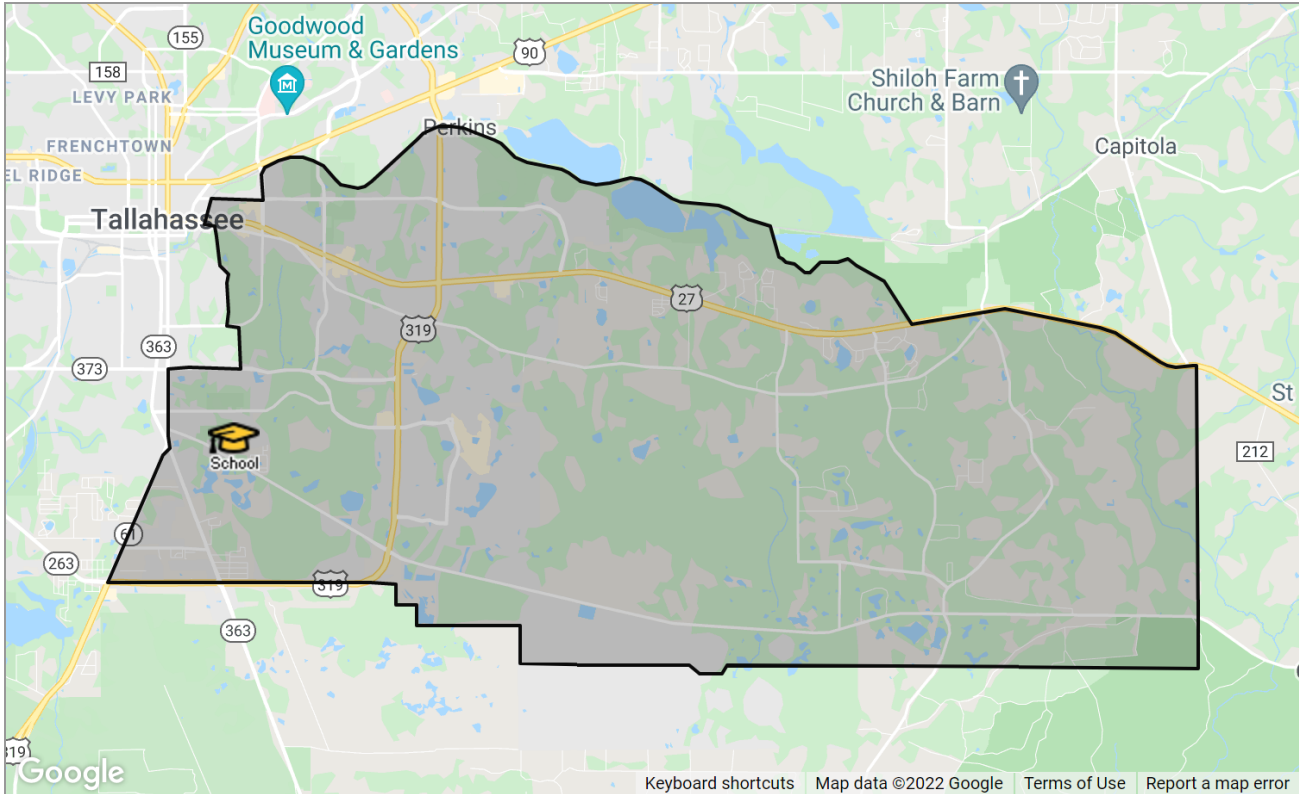 155
Goodwood
Museum & Gardens
90
158
LEVY PARK
Shiloh Farm
Church & Barn
Perkins
FRENCHTOWN
Capitola
EL RIDGE
Tallahassee
27
319
363
373
St
School
212
61
263
319
363
319
Google
Keyboard shortcuts
Map data ©2022 Google
Terms of Use
Report a map error